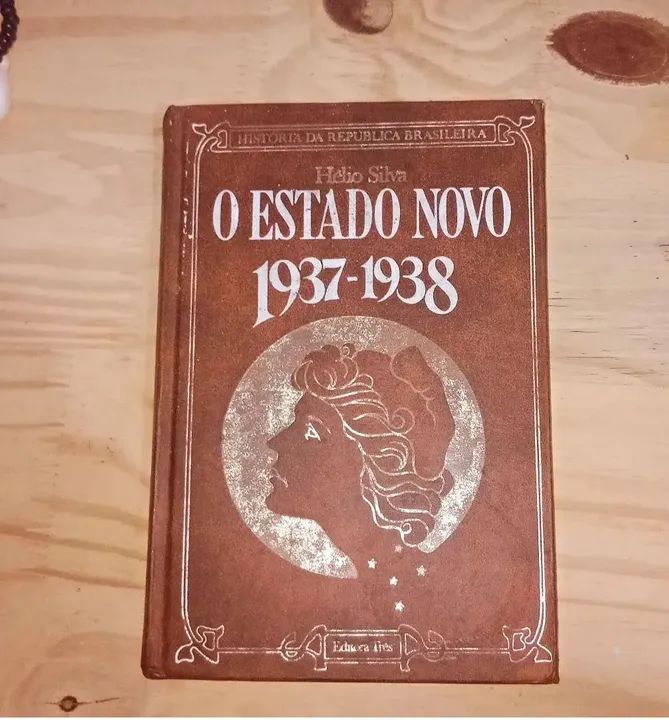 HISTÓRIA DA REPÚBLICA BRASILEIRA
Hélio Silva
O ESTADO NOVO
1937-1938
Editora Três